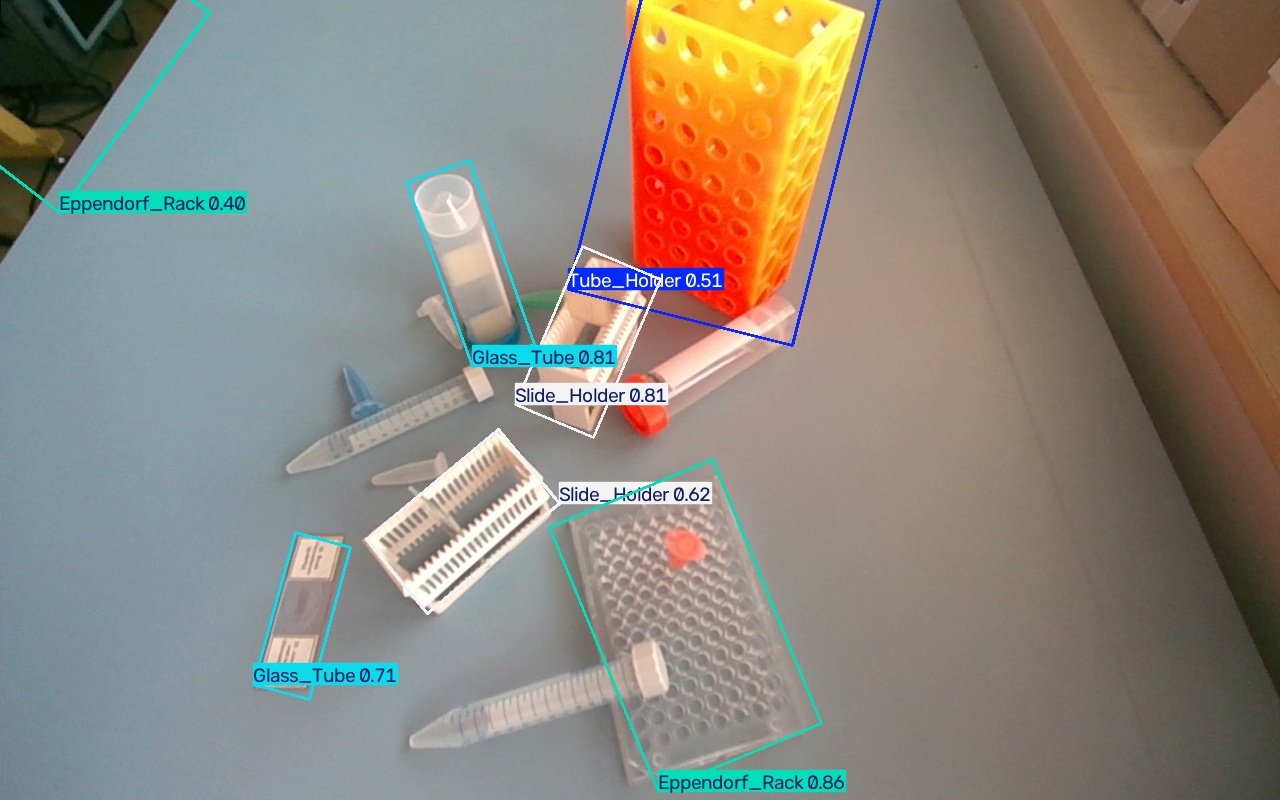 Eppendorf_Rack 0.40
Tube_Holder 0.51
Glass_Tube 0.81
Slide_Holder 0.81
Slide_Holder 0.62
Glass_Tube 0.71
Eppendorf_Rack 0.86